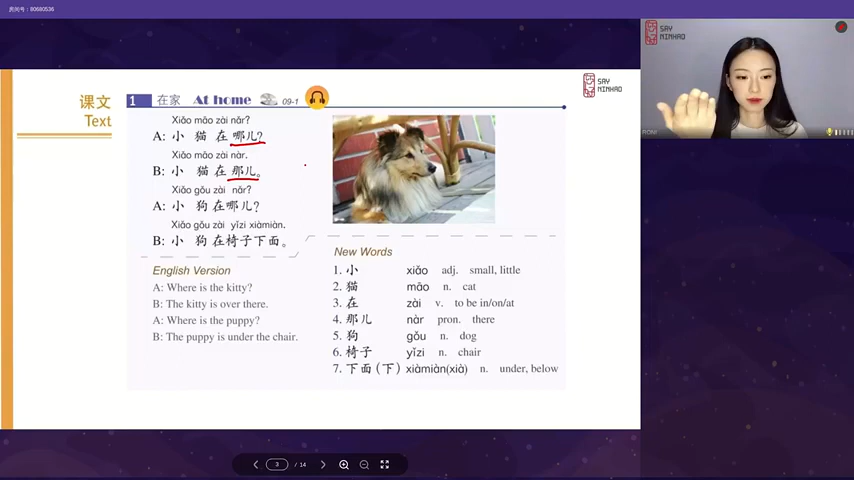 房间号：80680536
SAY
NINHAO
课文
Text
1 在家 At home 09-1
SAY
NINHAO
Xiǎo māo zài nǎr?
A: 小 猫 在 哪儿？
Xiǎo māo zài nàr.
B: 小 猫 在 那儿。
Xiǎo gǒu zài nǎr?
A: 小 狗 在 哪儿？
Xiǎo gǒu zài yǐzi xiàmiàn.
B: 小 狗 在 椅子 下面 。
English Version
A: Where is the kitty?
B: The kitty is over there.
A: Where is the puppy?
B: The puppy is under the chair.
New Words
1. 小 xiǎo adj. small, little
2. 猫 māo n. cat
3. 在 zài v. to be in/on/at
4. 那儿 nàr pron. there
5. 狗 gǒu n. dog
6. 椅子 yǐzi n. chair
7. 下面（下） xiàmiàn(xià) n. under, below
3 / 14